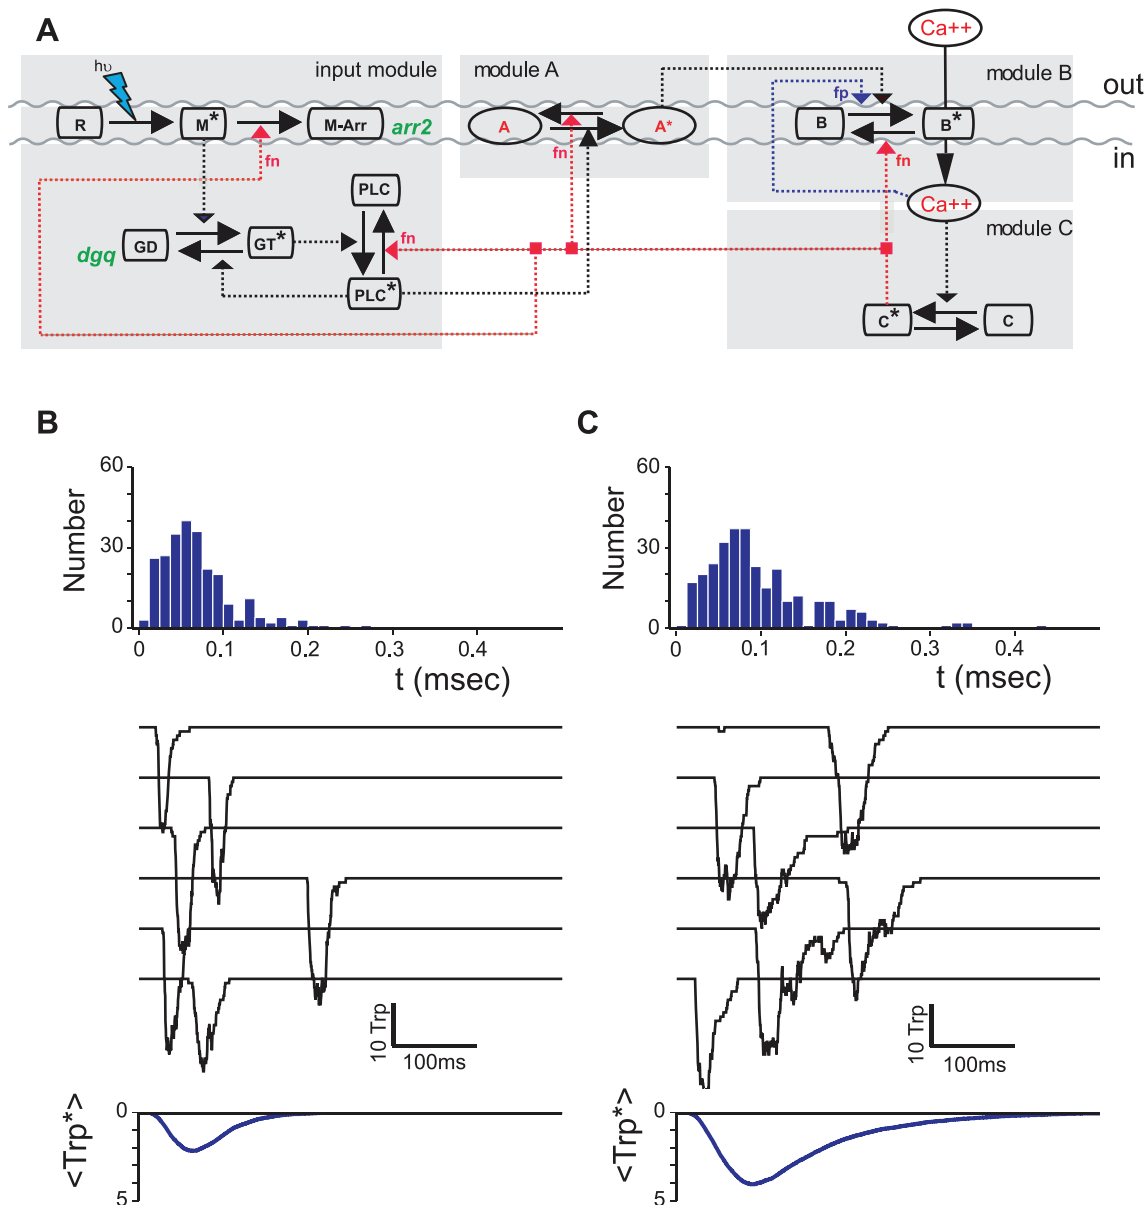 A
Ca++
hυ
input module
module A
module B
out
fp
R
M*
M-Arr
arr2
A
A*
B
B*
fn
fn
fn
in
PLC
Ca++
module C
dgq
GD
GT*
fn
PLC*
C*
C
B
C
60
30
0
Number
0
0.1
0.2
0.3
0.4
t (msec)
60
30
0
Number
0
0.1
0.2
0.3
0.4
t (msec)
10 Trp
100ms
10 Trp
100ms
<Trp*>
0
5
<Trp*>
0
5